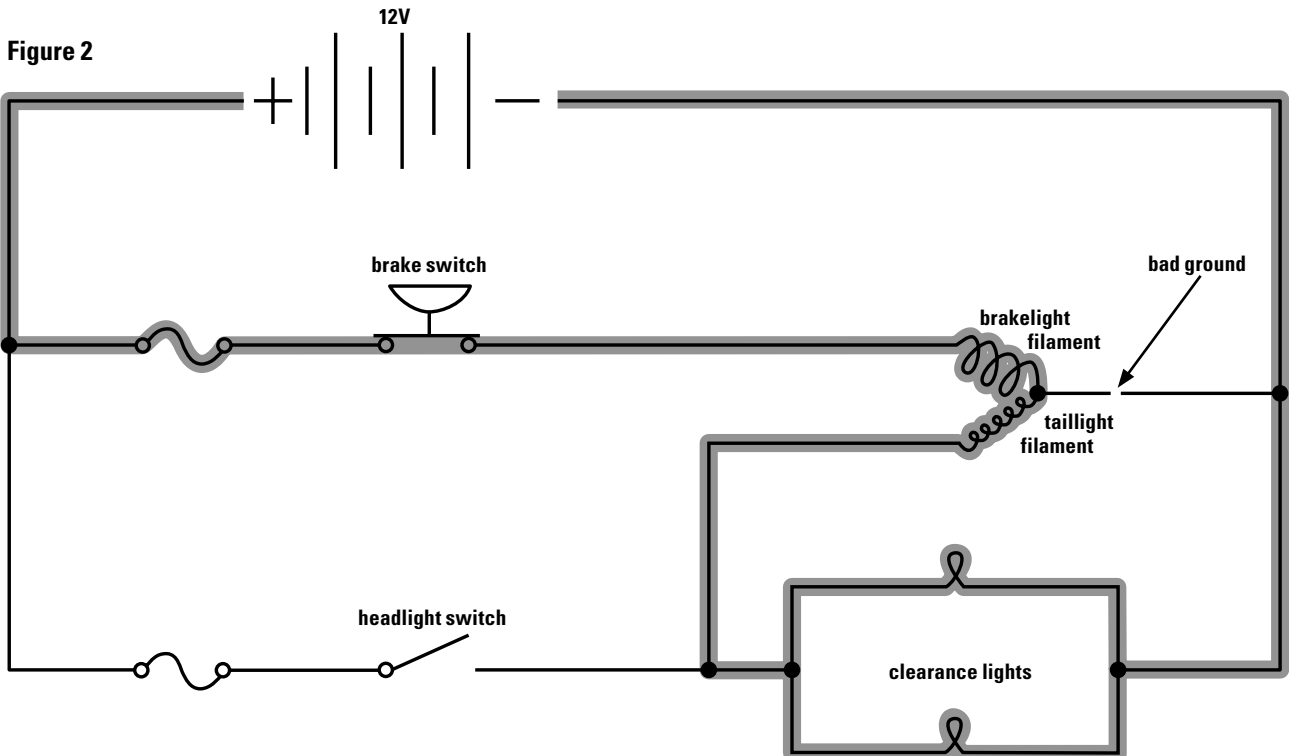 12V
Figure 2
brake switch
bad ground
brakelight
filament
taillight
filament
headlight switch
clearance lights